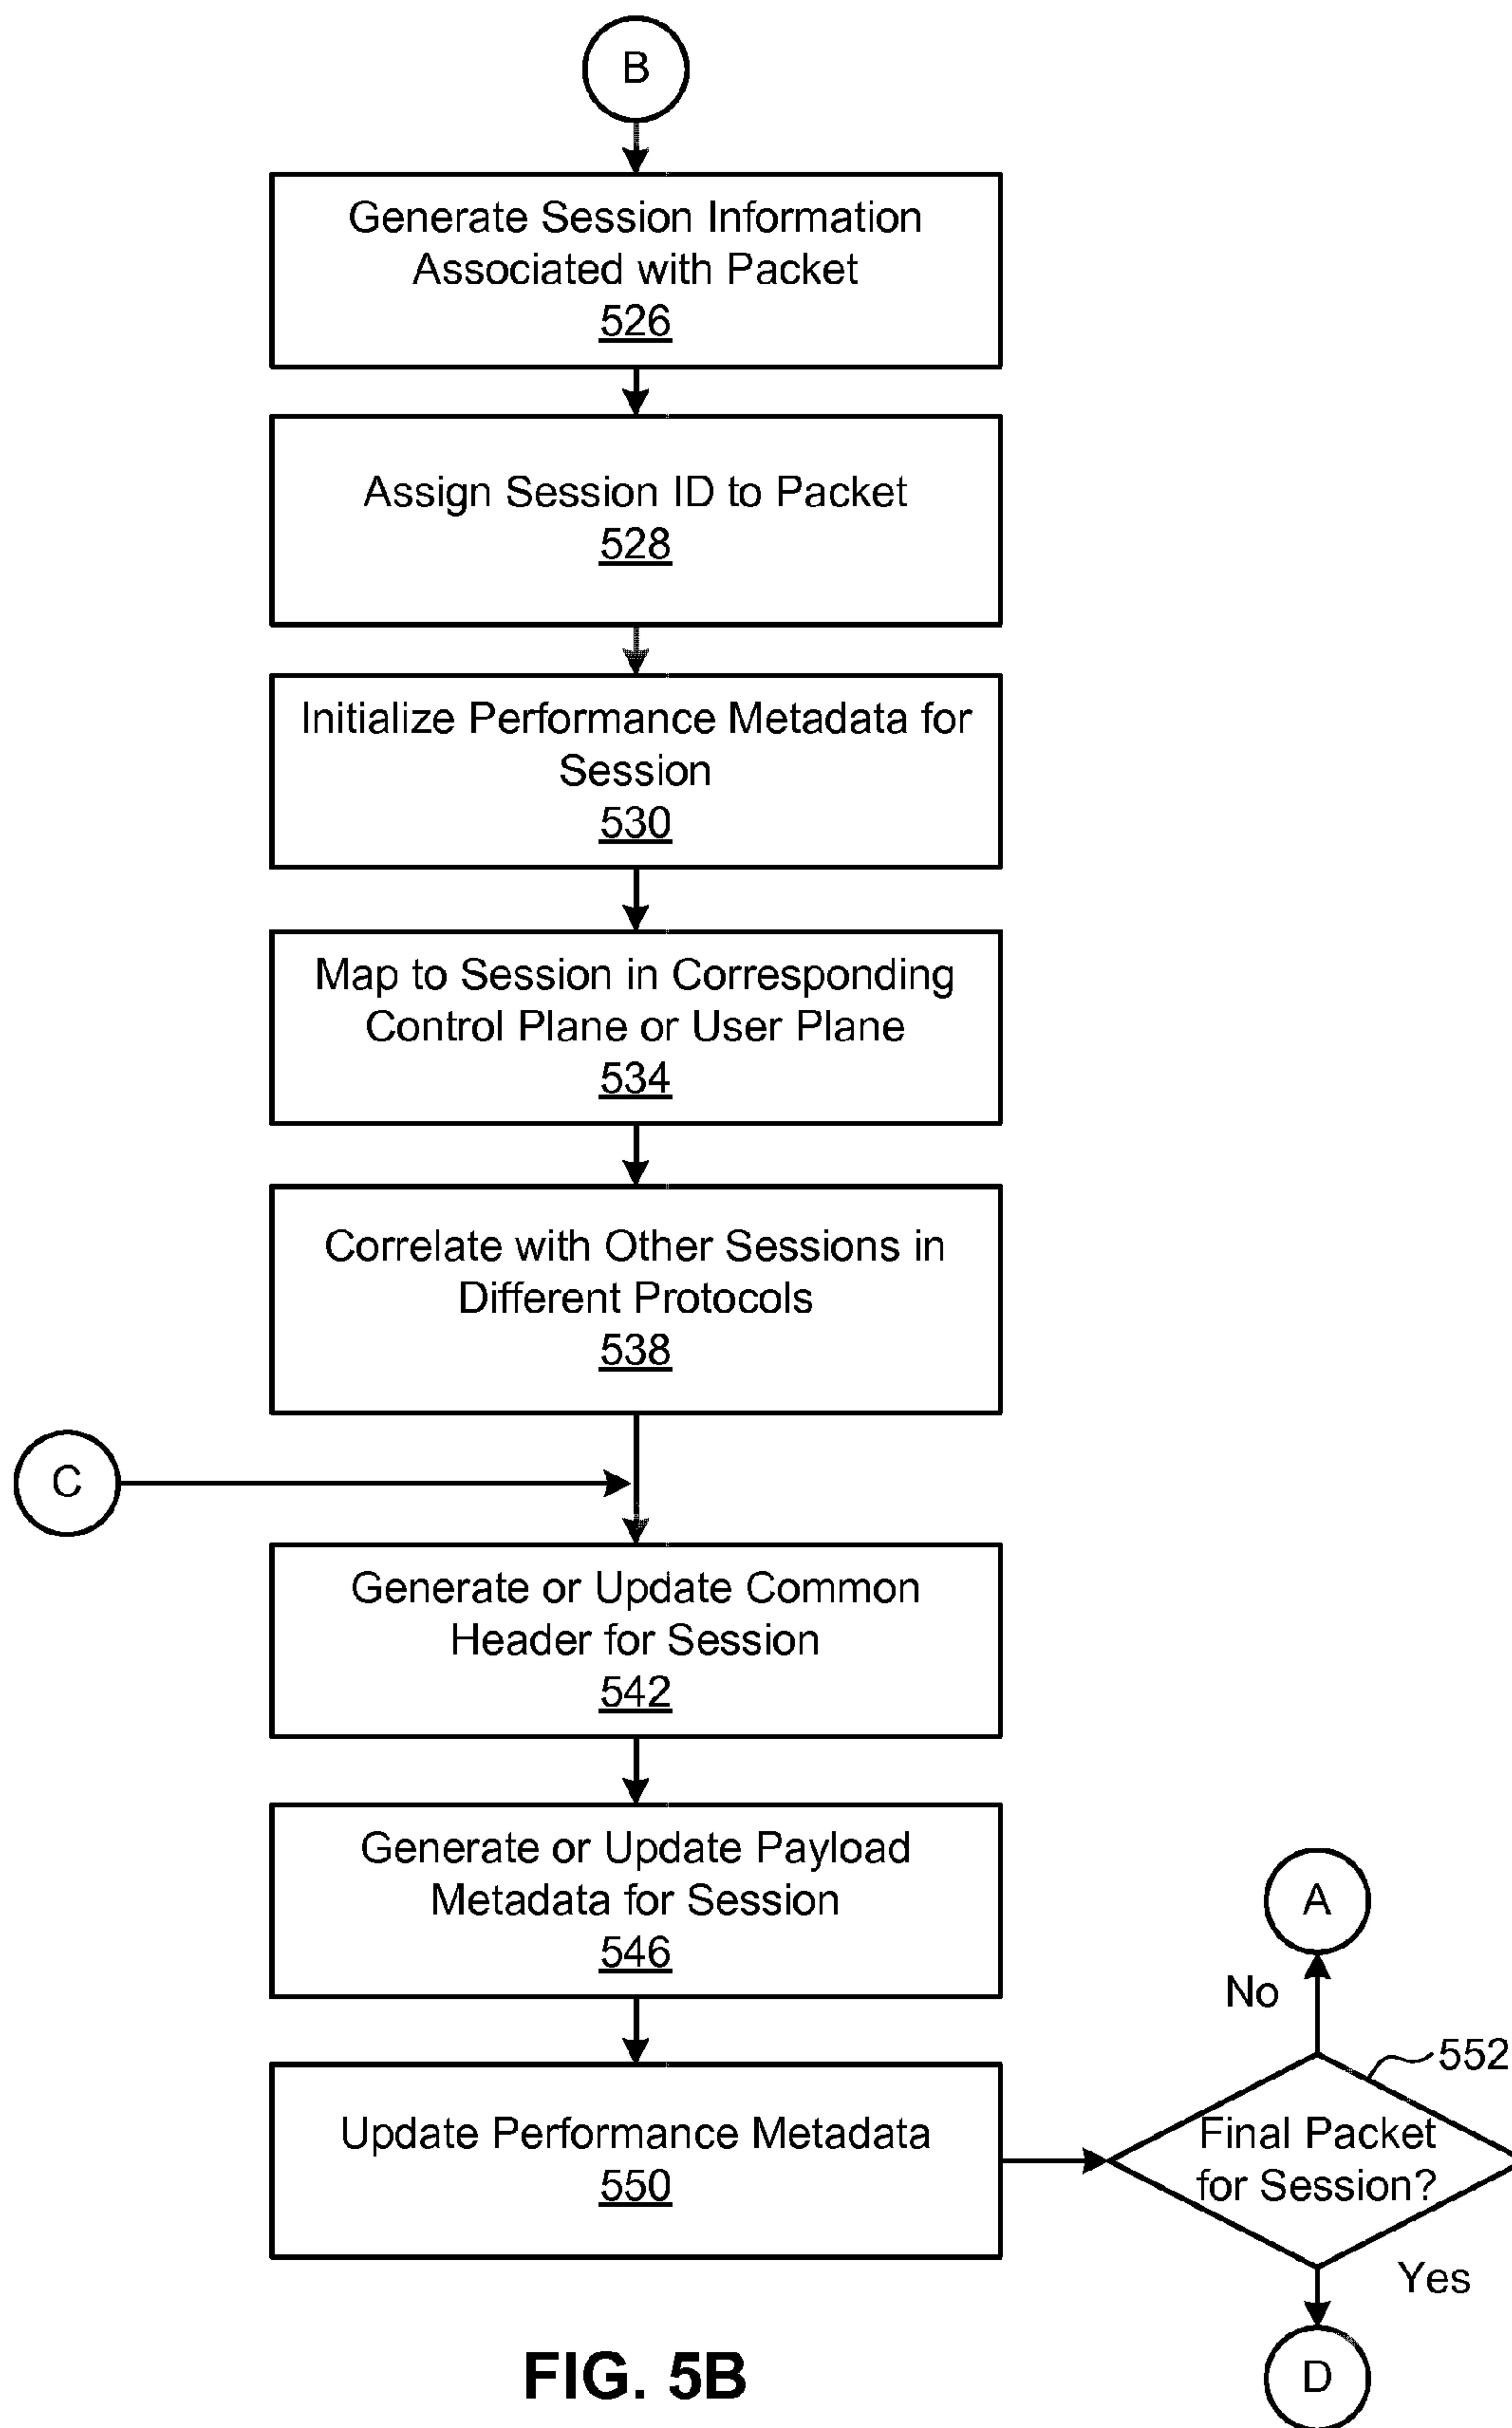 B
Generate Session Information
Associated with Packet
526
Assign Session ID to Packet
528
Initialize Performance Metadata for
Session
530
Map to Session in Corresponding
Control Plane or User Plane
534
Correlate with Other Sessions in
Different Protocols
538
C
Generate or Update Common
Header for Session
542
Generate or Update Payload
Metadata for Session
546
A
No
552
Update Performance Metadata
550
Final Packet
for Session?
Yes
D
FIG. 5B